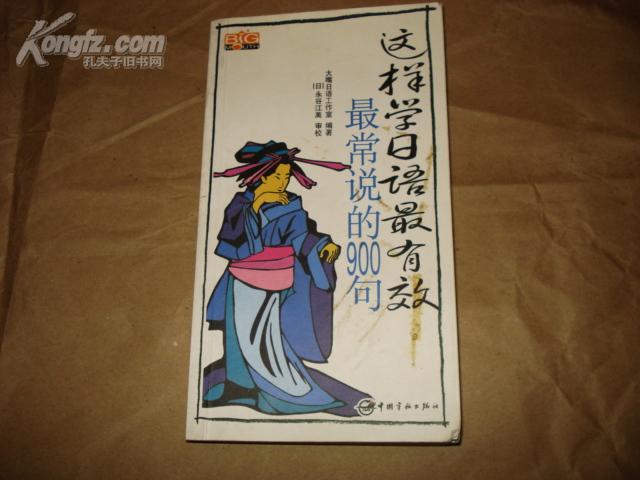 Kongfz.com
孔夫子旧书网
BIG
MOUTH
这样学日语最有效
最常说的900句
大嘴日语工作室 编著
[日]永谷江美 审校
中国宇航出版社